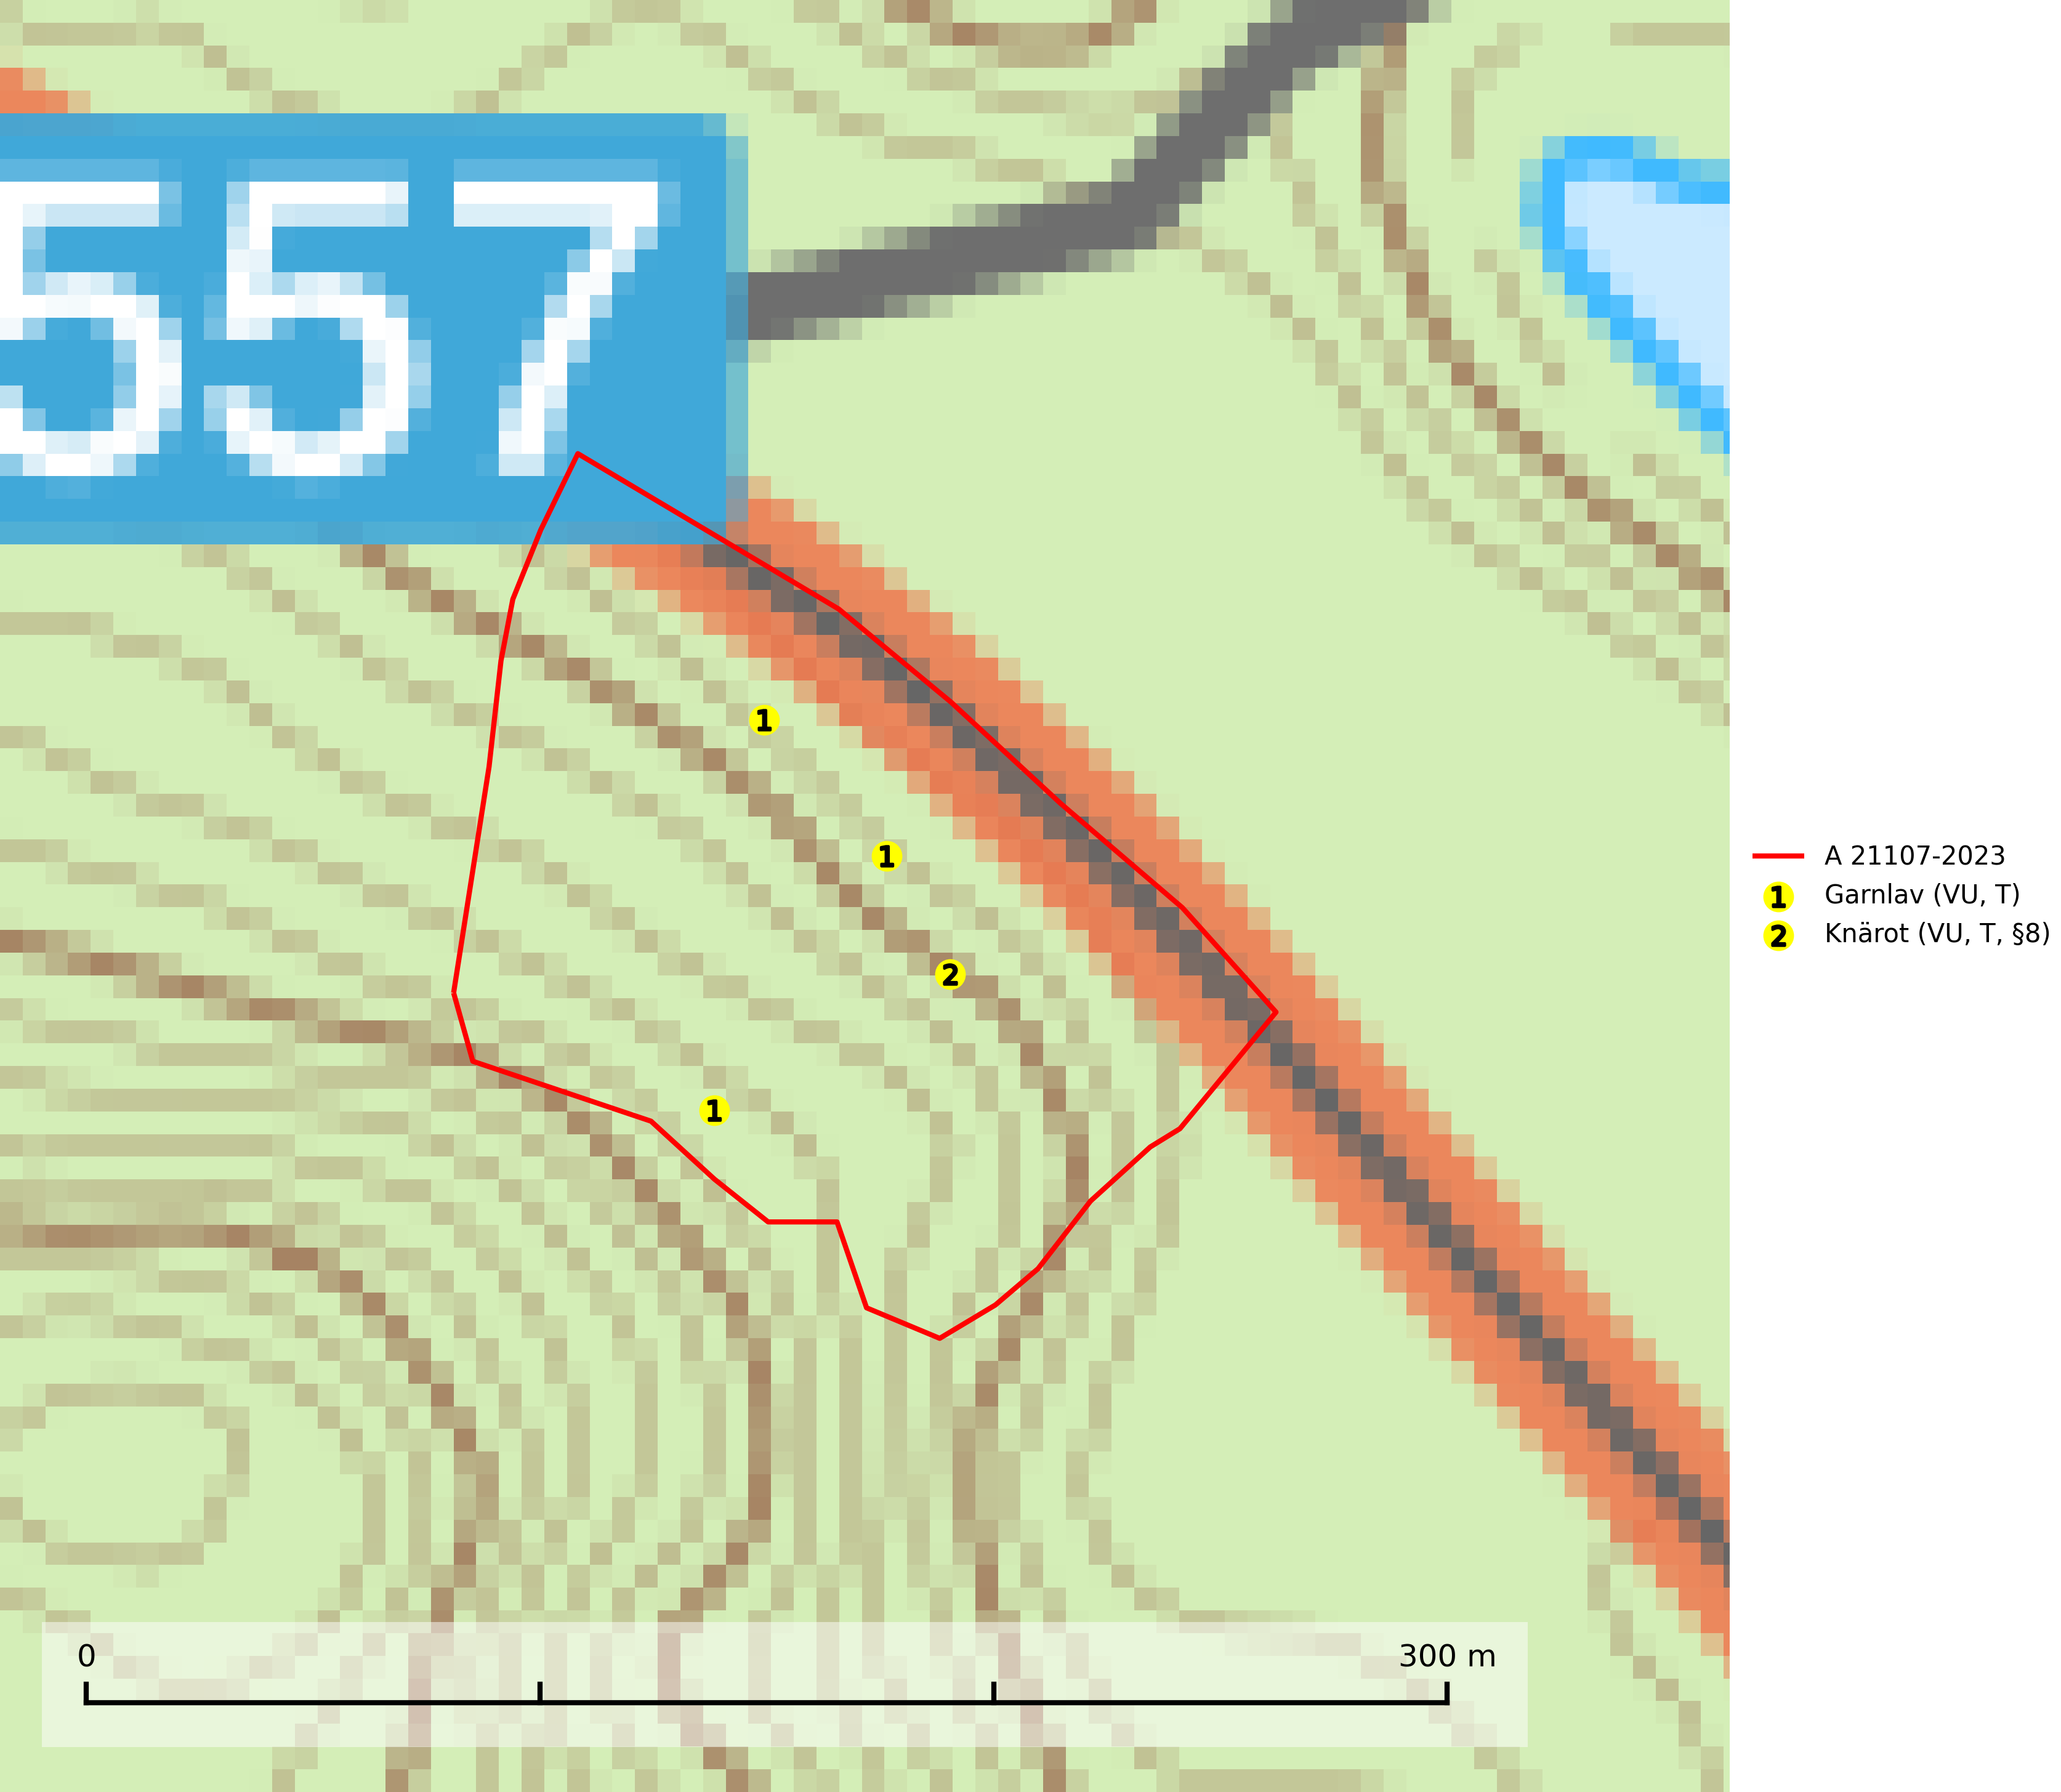 557
1
1
2
1
A 21107-2023
1 Garnlav (VU, T)
2 Knärot (VU, T, §8)
0 300 m